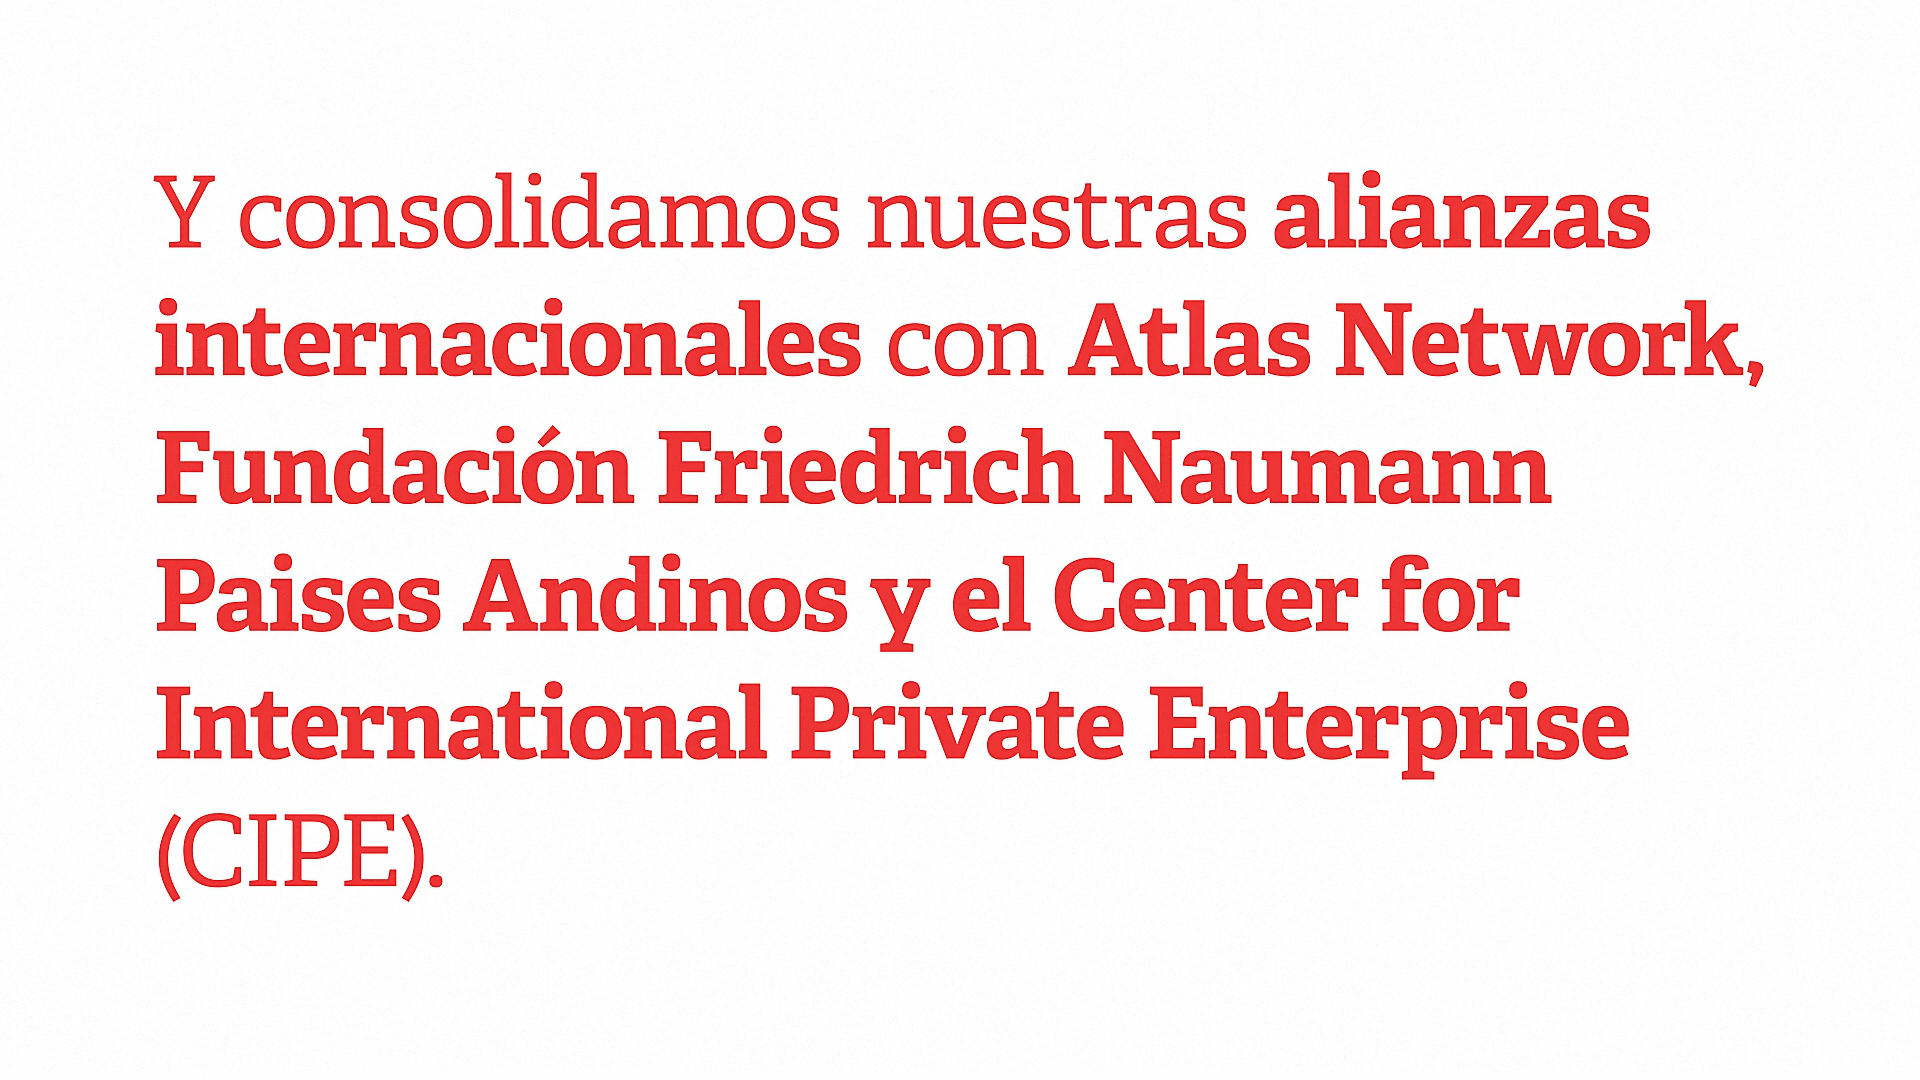 Y consolidamos nuestras alianzas
internacionales con Atlas Network,
Fundación Friedrich Naumann
Paises Andinos y el Center for
International Private Enterprise
(CIPE).